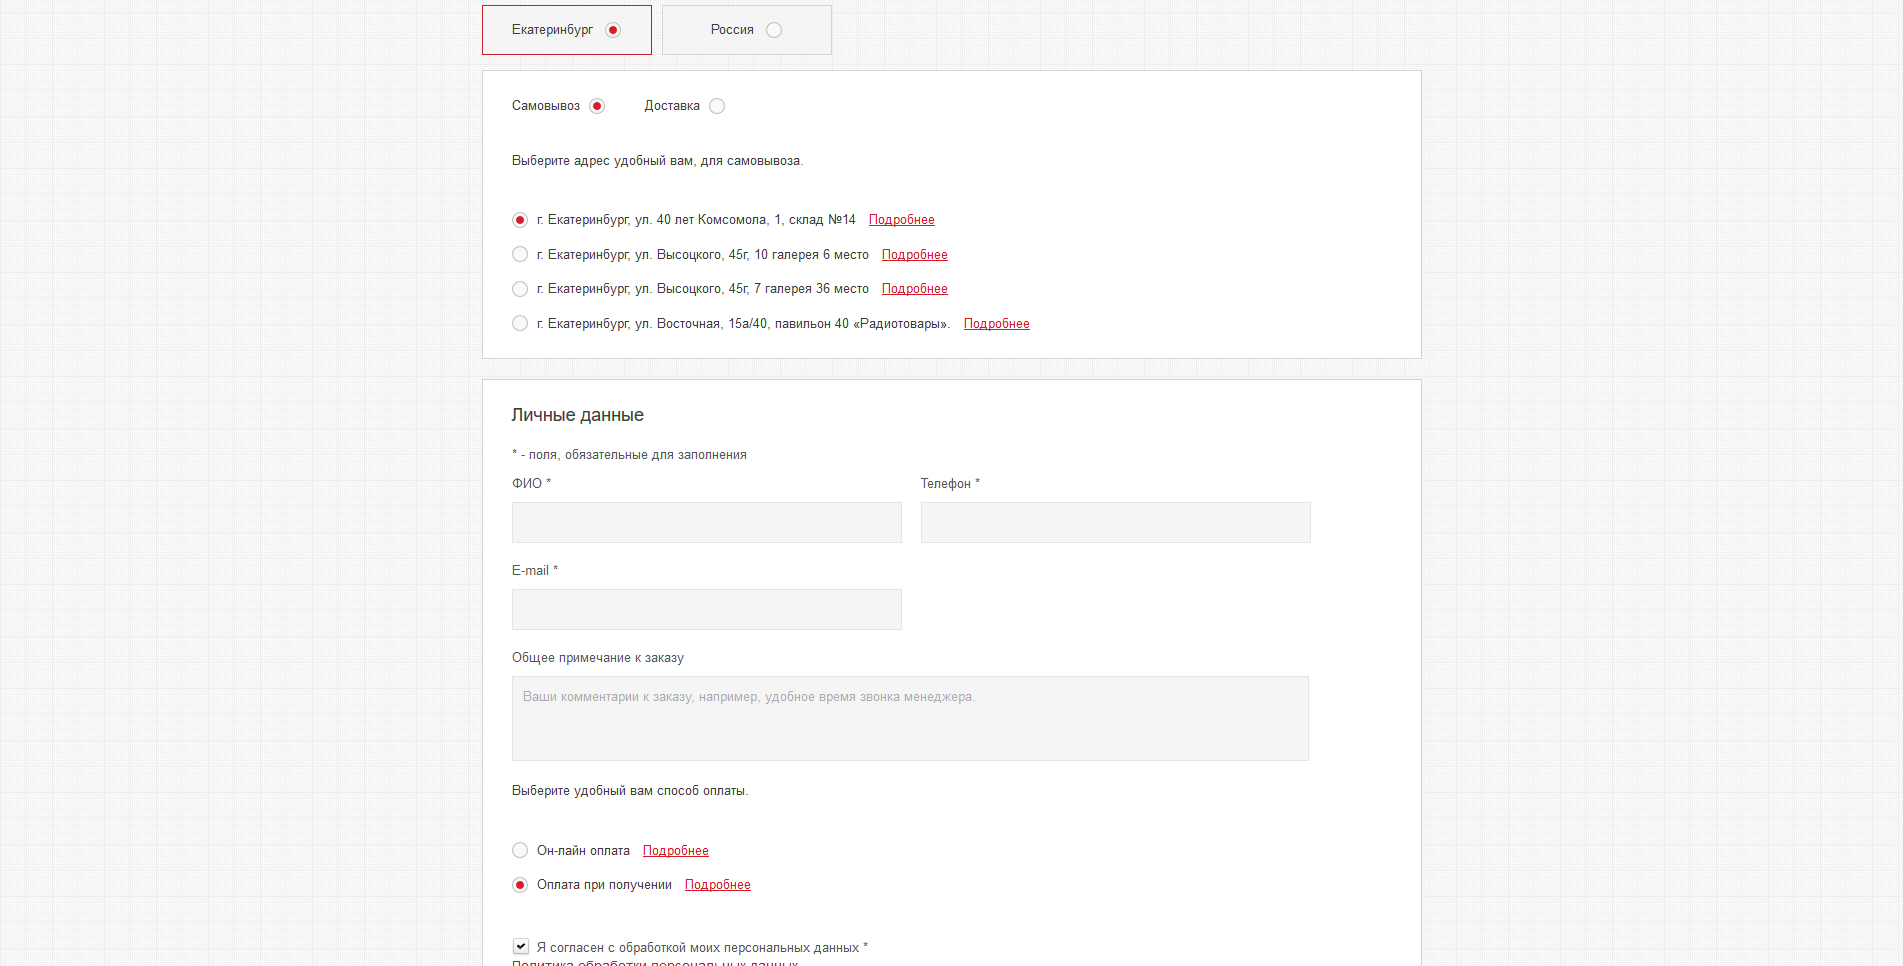 Екатеринбург
Россия
Самовывоз
Доставка
Выберите адрес удобный вам, для самовывоза.
г. Екатеринбург, ул. 40 лет Комсомола, 1, склад №14 Подробнее
г. Екатеринбург, ул. Высоцкого, 45г, 10 галерея 6 место Подробнее
г. Екатеринбург, ул. Высоцкого, 45г, 7 галерея 36 место Подробнее
г. Екатеринбург, ул. Восточная, 15а/40, павильон 40 «Радиотовары». Подробнее
Личные данные
* - поля, обязательные для заполнения
ФИО *
Телефон *
E-mail *
Общее примечание к заказу
Ваши комментарии к заказу, например, удобное время звонка менеджера.
Выберите удобный вам способ оплаты.
Он-лайн оплата Подробнее
Оплата при получении Подробнее
Я согласен с обработкой моих персональных данных *
Политика обработки персональных данных